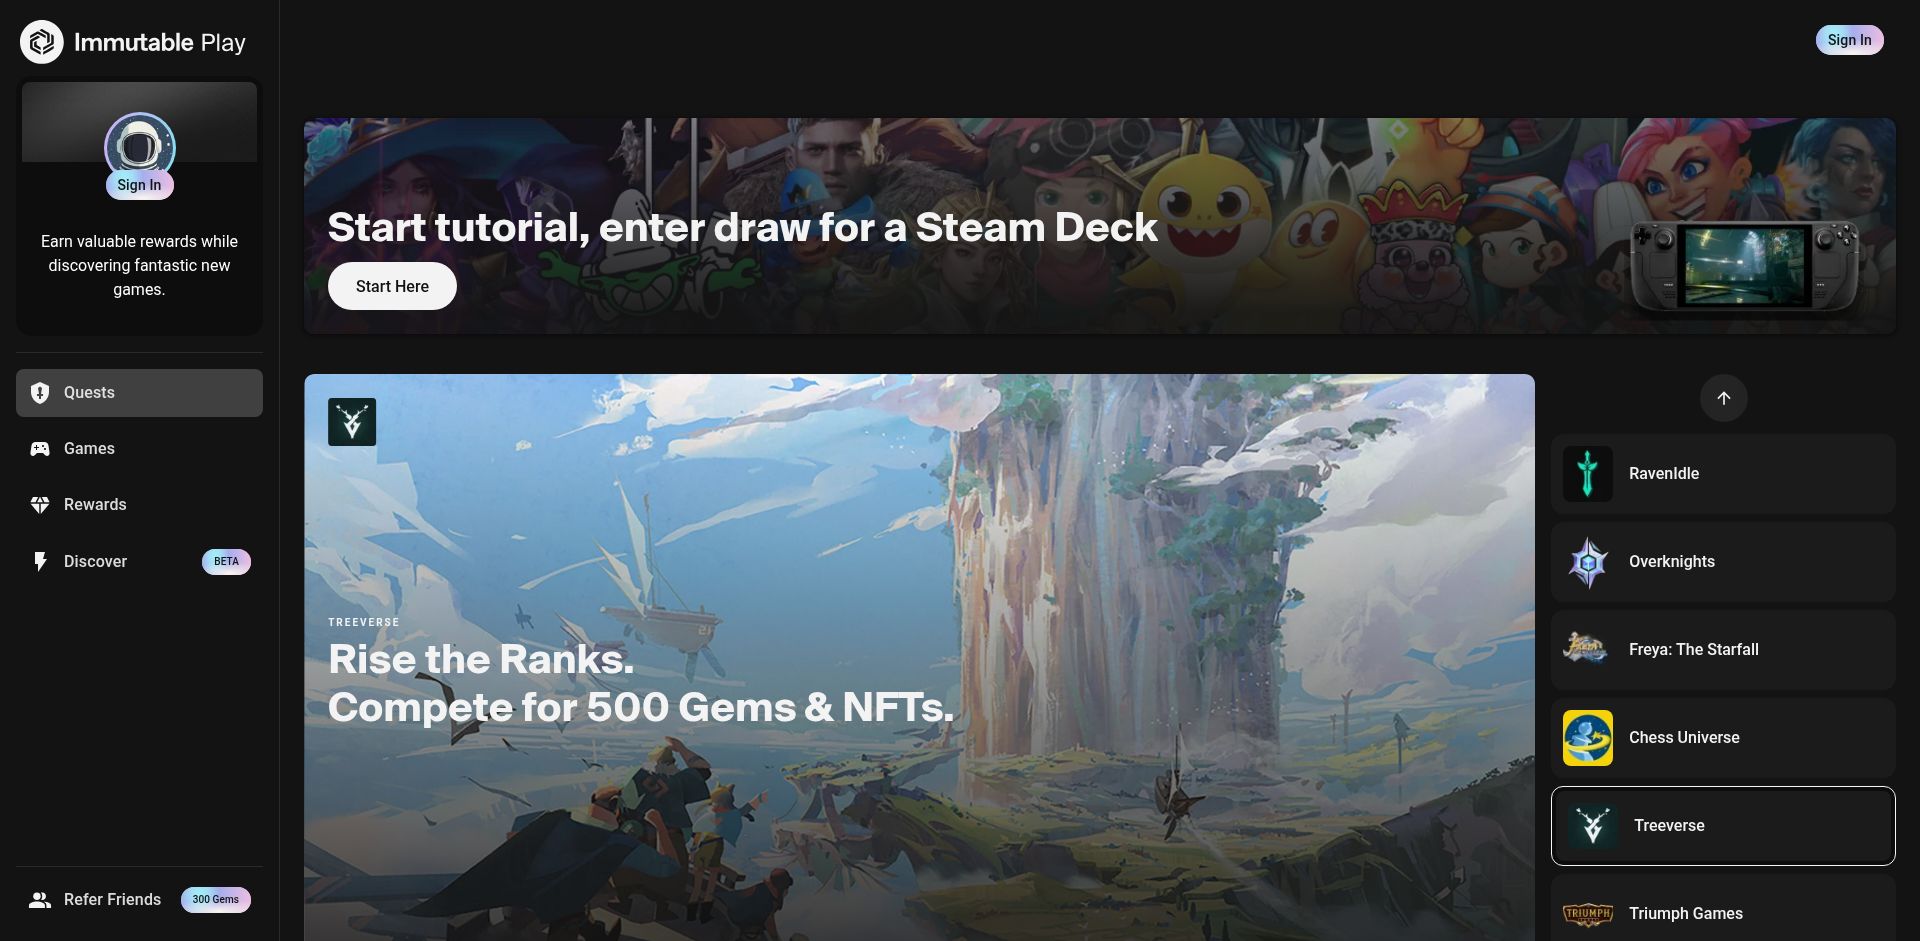 Immutable Play
Sign In
Sign In
Earn valuable rewards while
discovering fantastic new
games.
Quests
Games
Rewards
Discover
BETA
Refer Friends
300 Gems
Start tutorial, enter draw for a Steam Deck
Start Here
TREEVERSE
Rise the Ranks.
Compete for 500 Gems & NFTs.
RavenIdle
Overknights
Freya: The Starfall
Chess Universe
Treeverse
TRIUMPH
Triumph Games